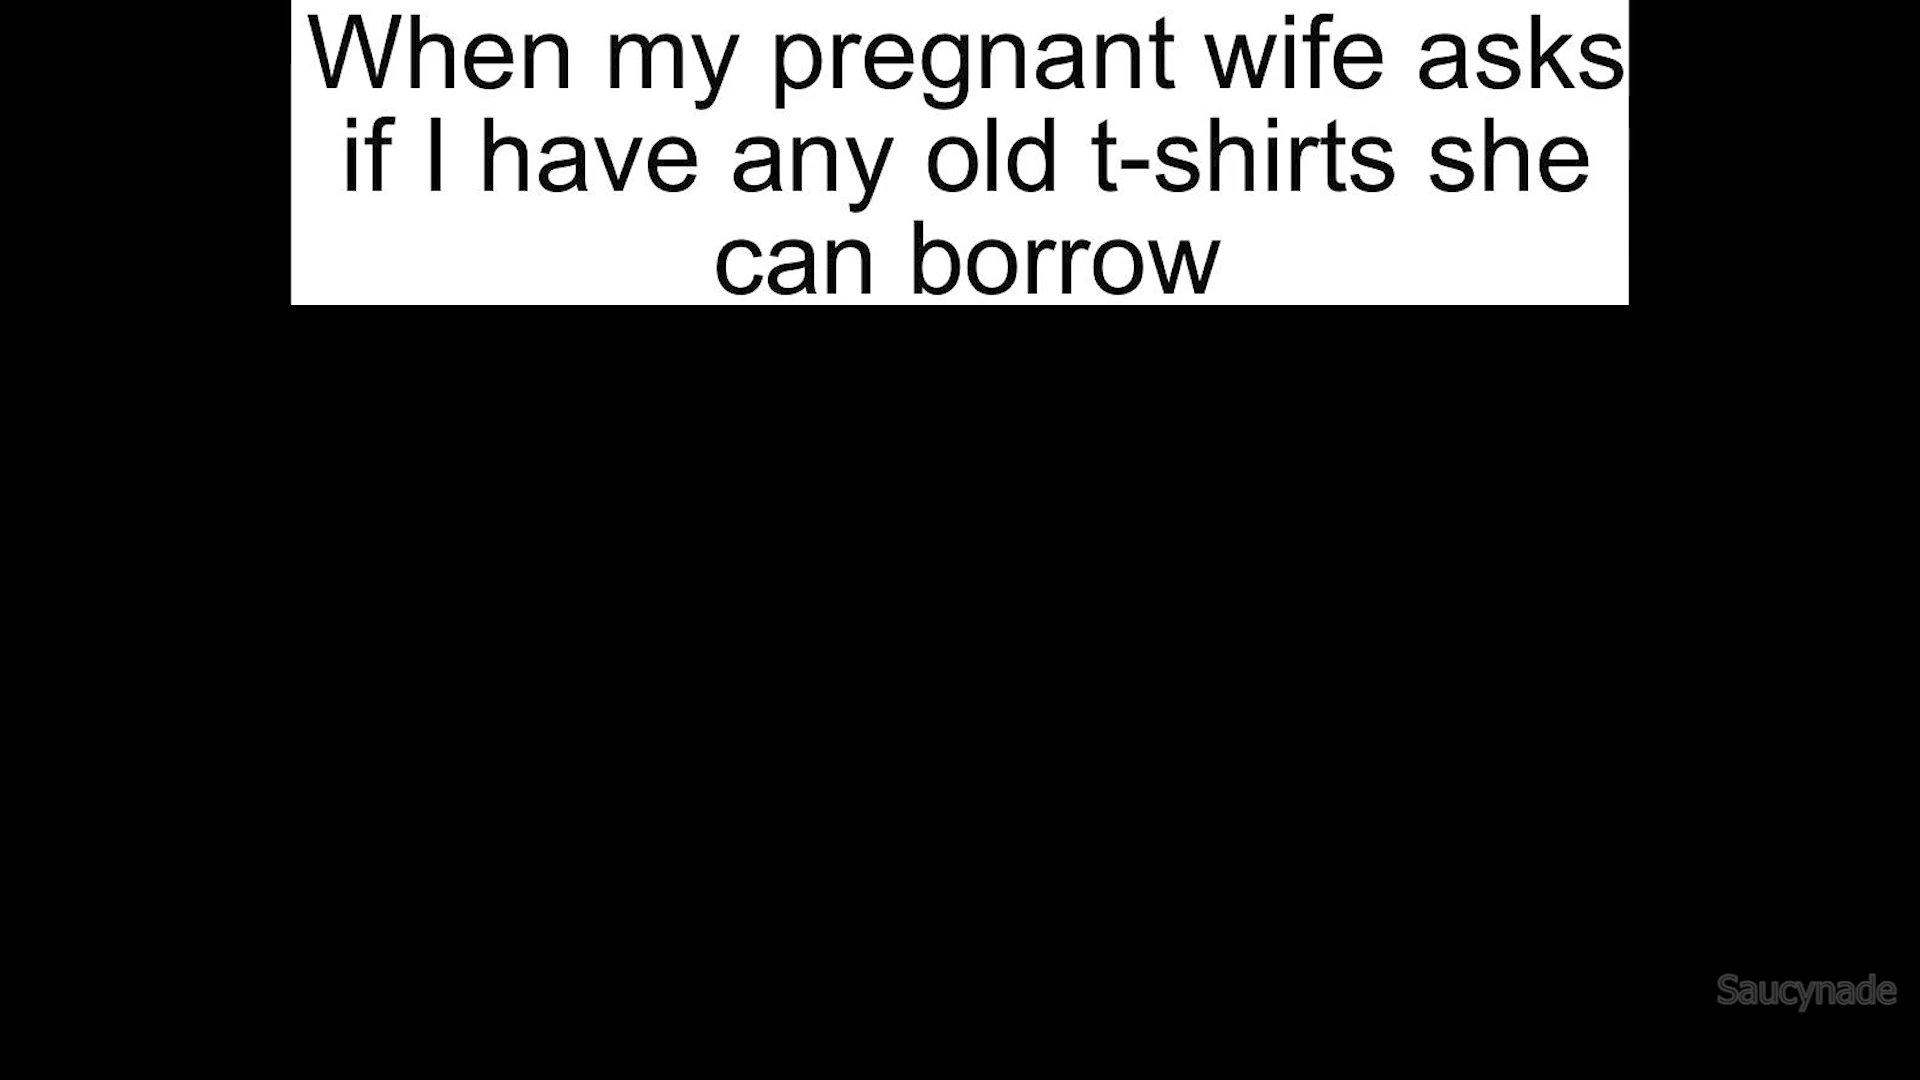 When my pregnant wife asks
if I have any old t-shirts she
can borrow
Saucynade